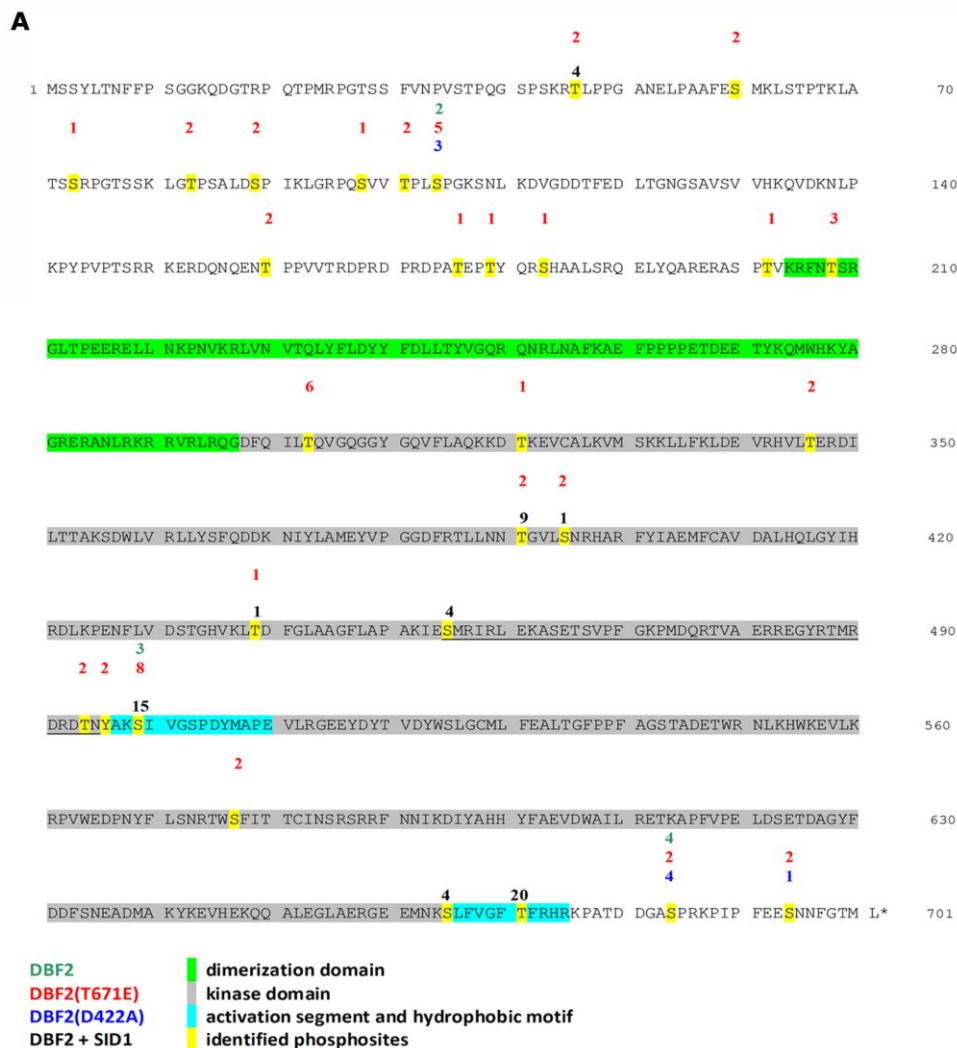 A
2 2
4
1 MSSYLTNFFP SGGKQDGTRP QTPMRPGTSS FVNPVSTPQG SPSKRTLPPG ANELPAAFES MKLSTPTKLA 70
2
1 2 2 1 2 5
3
TSSRPGTSSK LGTPSALDSP IKLGRPQSVV TPLSPGKSNL KDVGDDTFED LTGNGSAVSV VHKQVDKNLP 140
2 1 1 1 1 3
KPYPVPTSRR KERDQNQENT PPVVTRDPRD PRDPATEPTY QRSHAALSRQ ELYQARERAS PTVKRFNTSR 210
GLTPEERELL NKPNVKRLVN VTQLYFLDYY FDLLTYVGQR QNRLNAFKAE FPPPPETDEE TYKQMWHKYA 280
6 1 2
GRERANLRKR RVRLRQGDFQ ILTQVGQGGY GQVFLAQKKD TKEVCALKVM SKKLLFKLDE VRHVLTERDI 350
2 2
9 1
LTTAKSDWLV RLLYSFQDDK NIYLAMEYVP GGDFRTLLNN TGVLSNRHAR FYIAEMFCAV DALHQLGYIH 420
1
1 4
RDLKPENFLV DSTGHVKLTD FGLAAGFLAP AKIESMRIRL EKASETSVPF GKPMDQRTVA ERREGYRTMR 490
3
2 2 8
15
DRDTNYAKSI VGSPDYMAPE VLRGEEYDYT VDYWSLGCML FEALTGFPPF AGSTADETWR NLKHWKEVLK 560
2
RPVWEDPNYF LSNRTWSFIT TCINSRSRRF NNIKDIYAHH YFAEVDWAIL RETKAPFVPE LDSETDAGYF 630
4
2 2
4 20 4 1
DDFSNEADMA KYKEVHEKQQ ALEGLAERGE EMNKSLFVGF TFRHRKPATD DGASPRKPIP FEESNNFGTM L* 701
DBF2 dimerization domain
DBF2(T671E) kinase domain
DBF2(D422A) activation segment and hydrophobic motif
DBF2 + SID1 identified phosphosites